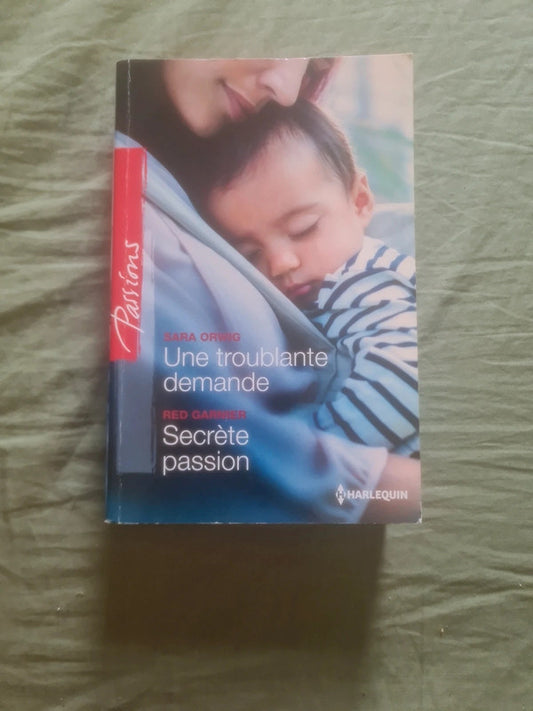 Passions
SARA ORWIG
Une troublante
demande
RED GARNIER
Secrète
passion
H HARLEQUIN